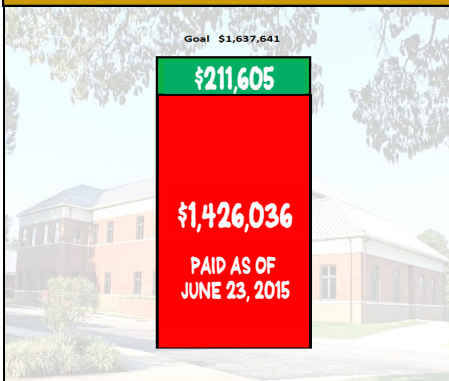 Goal $1,637,641
$211,605
$1,426,036
PAID AS OF
JUNE 23, 2015